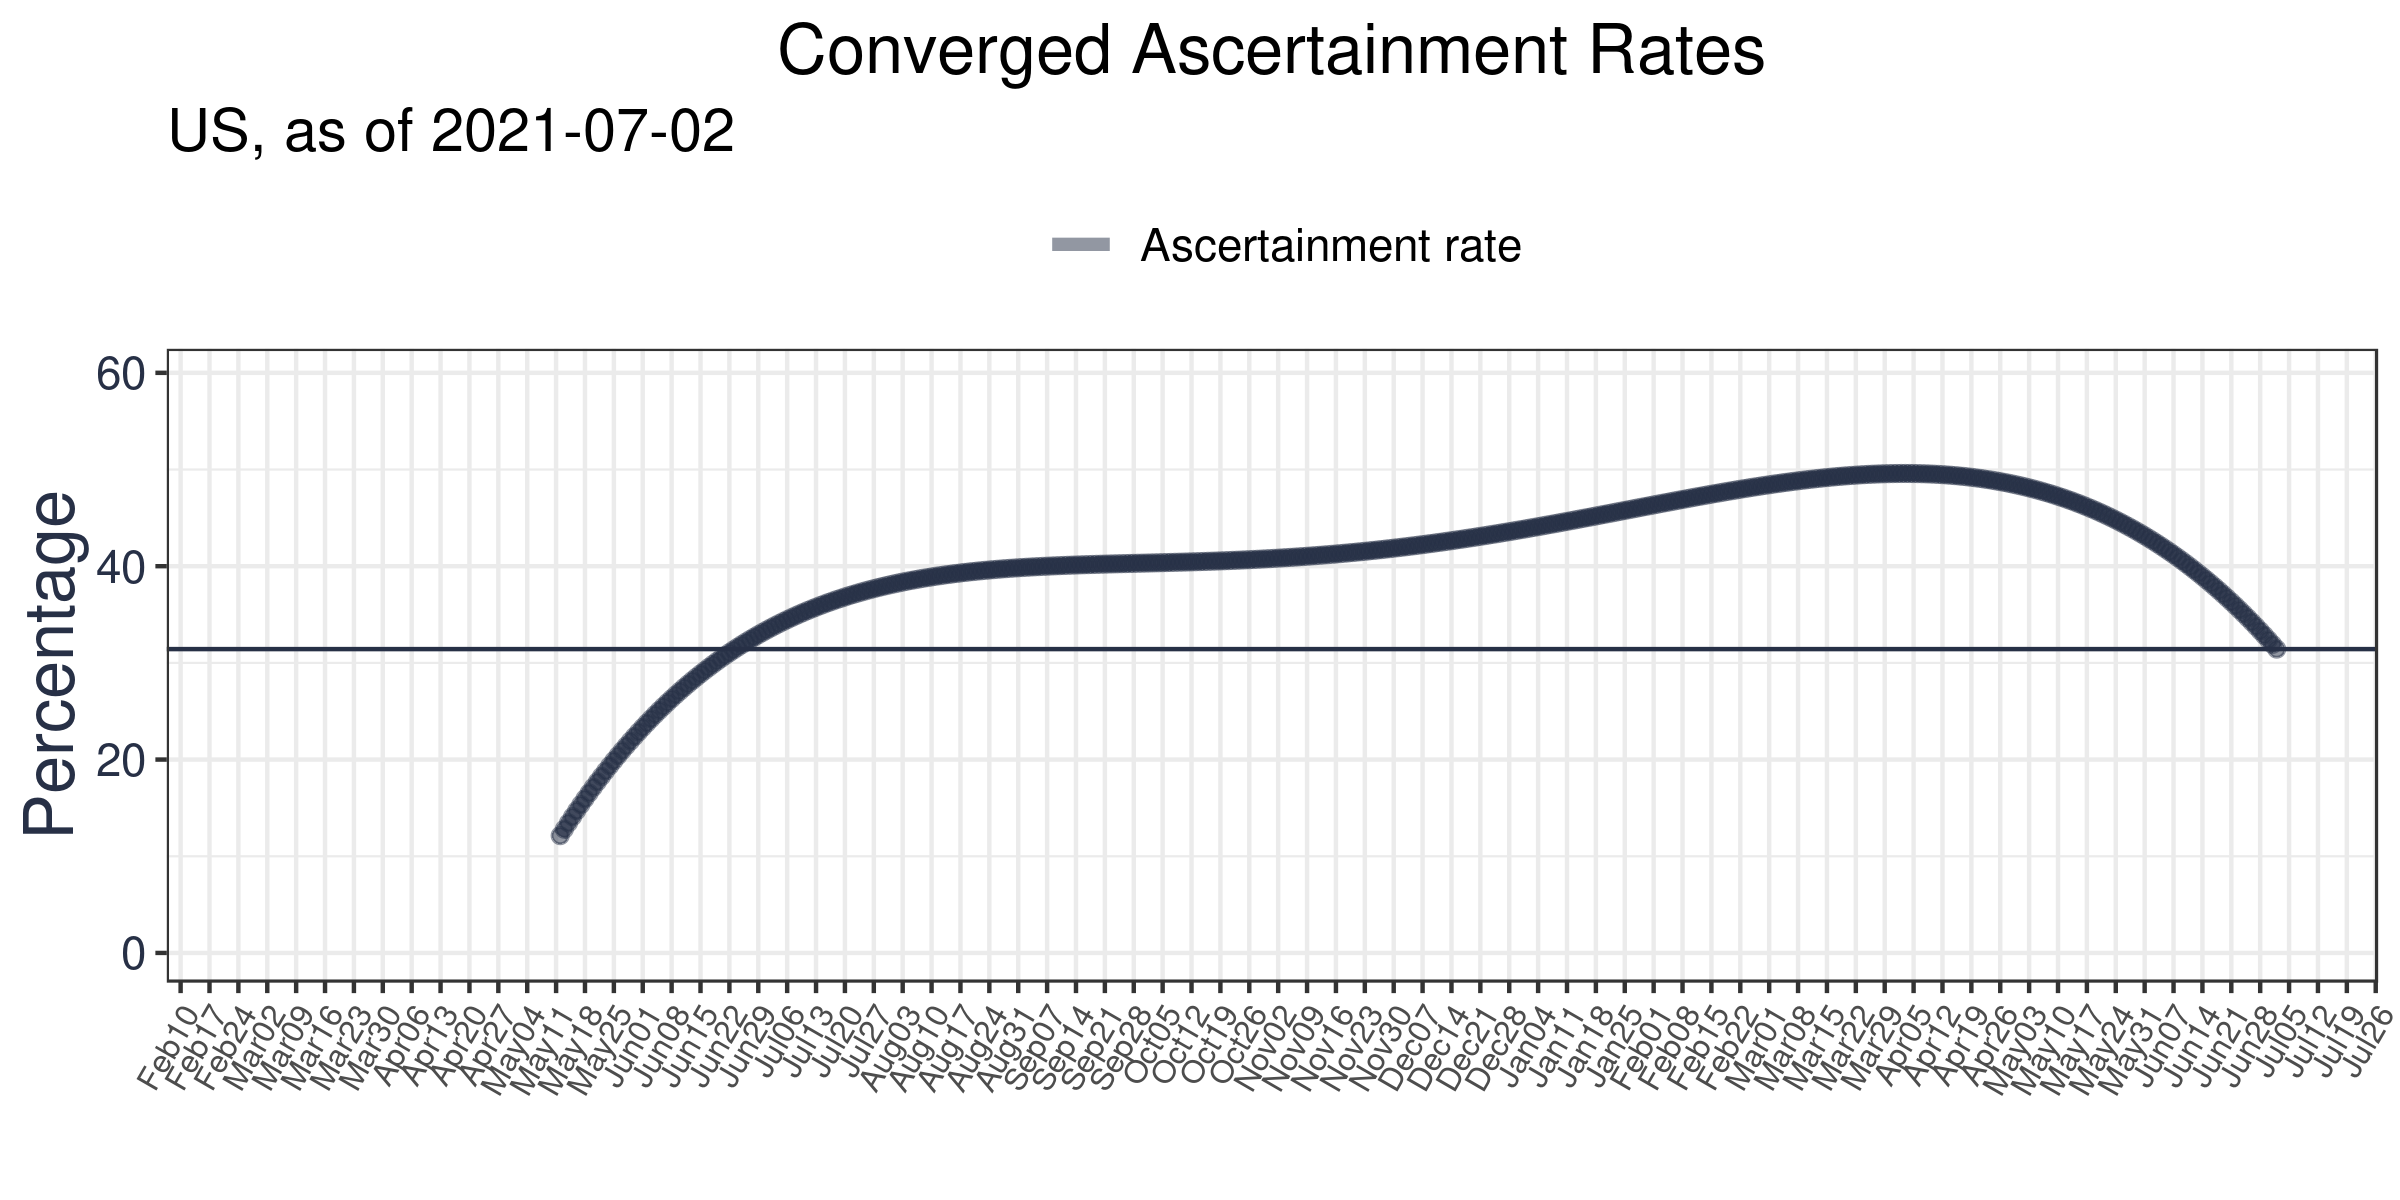 Converged Ascertainment Rates
US, as of 2021-07-02
Ascertainment rate
Percentage
60
40
20
0
Feb10 Feb17 Feb24 Mar02 Mar09 Mar16 Mar23 Mar30 Apr06 Apr13 Apr20 Apr27 May04 May11 May18 May25 Jun01 Jun08 Jun15 Jun22 Jun29 Jul06 Jul13 Jul20 Jul27 Aug03 Aug10 Aug17 Aug24 Aug31 Sep07 Sep14 Sep21 Sep28 Oct05 Oct12 Oct19 Oct26 Nov02 Nov09 Nov16 Nov23 Nov30 Dec07 Dec14 Dec21 Dec28 Jan04 Jan11 Jan18 Jan25 Feb01 Feb08 Feb15 Feb22 Mar01 Mar08 Mar15 Mar22 Mar29 Apr05 Apr12 Apr19 Apr26 May03 May10 May17 May24 May31 Jun07 Jun14 Jun21 Jun28 Jul05 Jul12 Jul19 Jul26